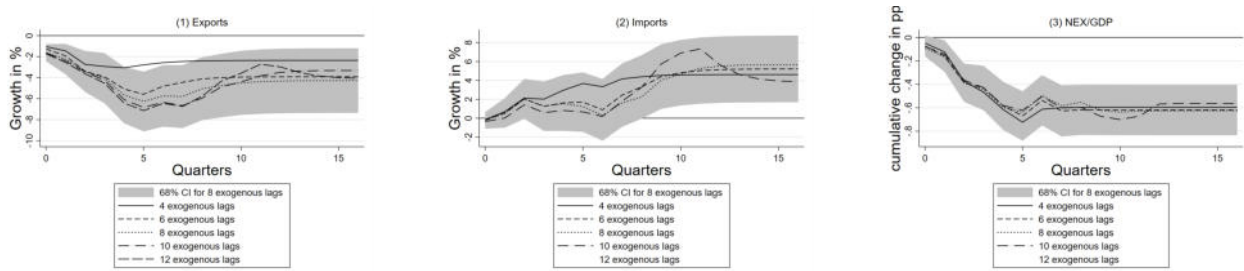 (1) Exports
Growth in %
0
-2
-4
-6
-8
-10
0 5 10 15
Quarters
68% CI for 8 exogenous lags
4 exogenous lags
6 exogenous lags
8 exogenous lags
10 exogenous lags
12 exogenous lags
(2) Imports
Growth in %
8
6
4
2
0
-2
0 5 10 15
Quarters
68% CI for 8 exogenous lags
4 exogenous lags
6 exogenous lags
8 exogenous lags
10 exogenous lags
12 exogenous lags
(3) NEX/GDP
cumulative change in pp
0
-.2
-.4
-.6
-.8
0 5 10 15
Quarters
68% CI for 8 exogenous lags
4 exogenous lags
6 exogenous lags
8 exogenous lags
10 exogenous lags
12 exogenous lags